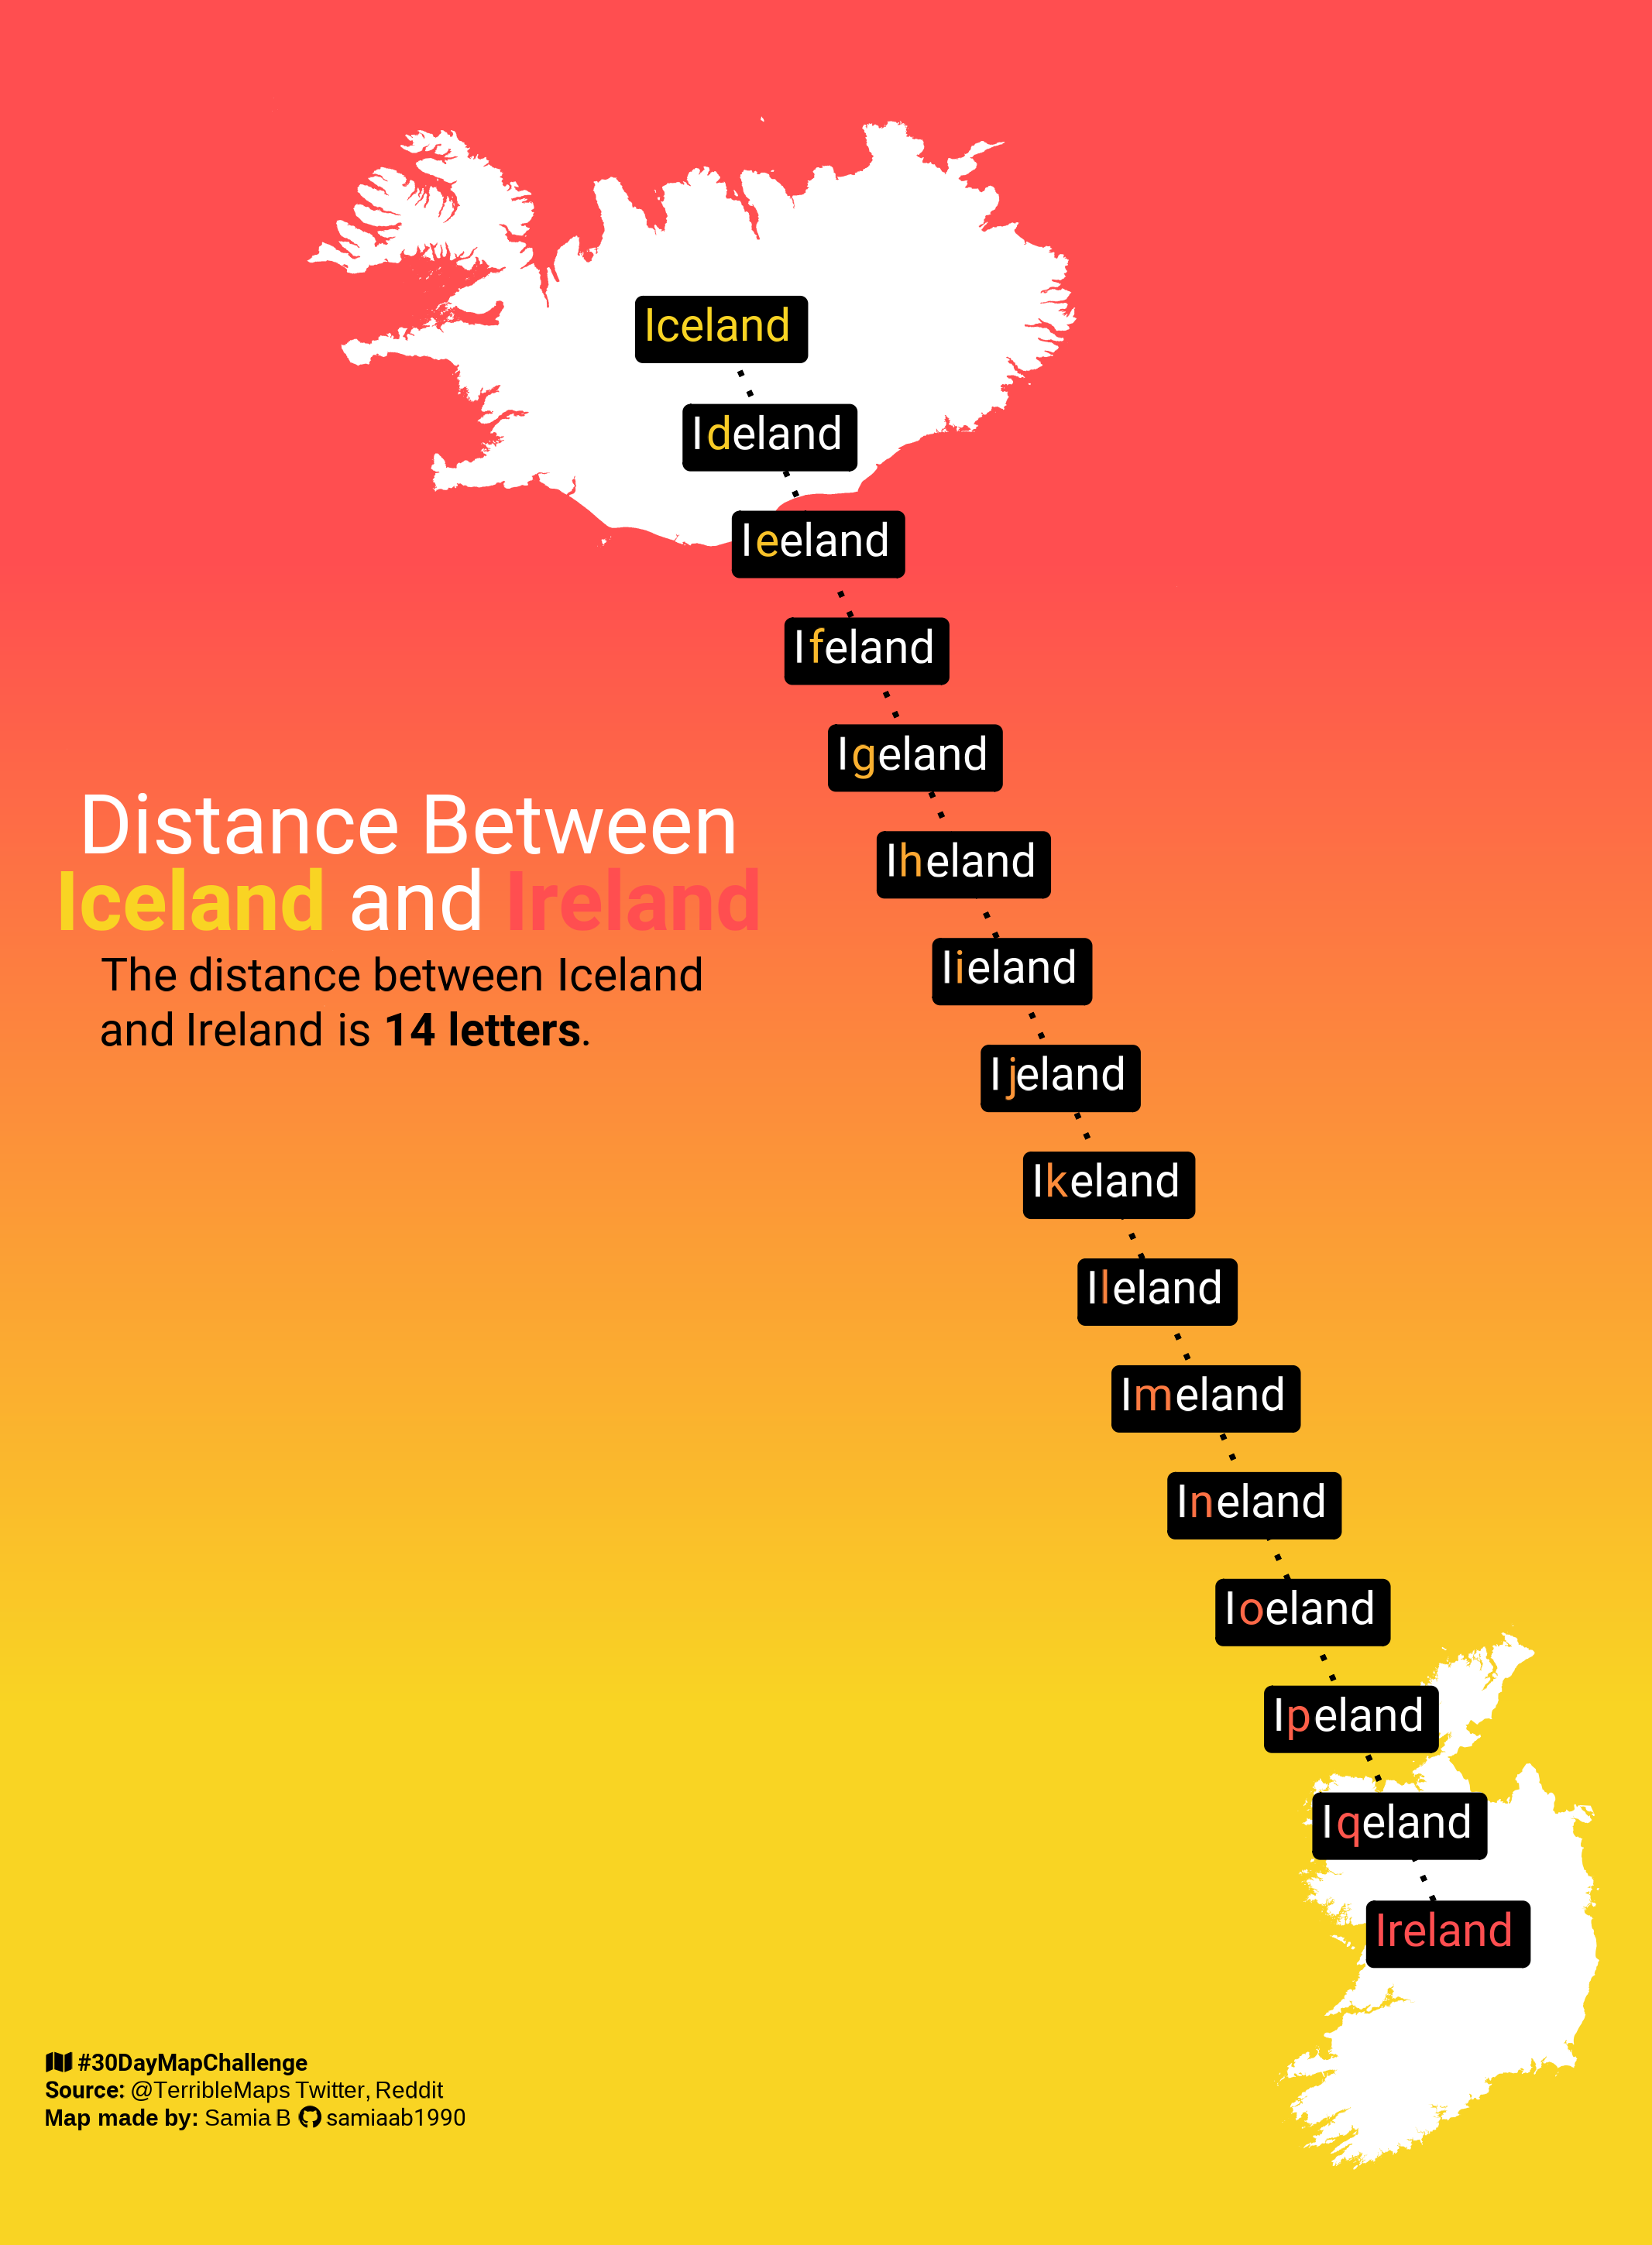 Iceland
Ideland
Ieeland
Ifeland
Igeland
Iheland
Iieland
Ijeland
Ikeland
Ileland
Imeland
Ineland
Ioeland
Ipeland
Iqeland
Ireland
Distance Between
Iceland and Ireland
The distance between Iceland
and Ireland is 14 letters.
#30DayMapChallenge
Source: @TerribleMaps Twitter, Reddit
Map made by: Samia B samiaab1990